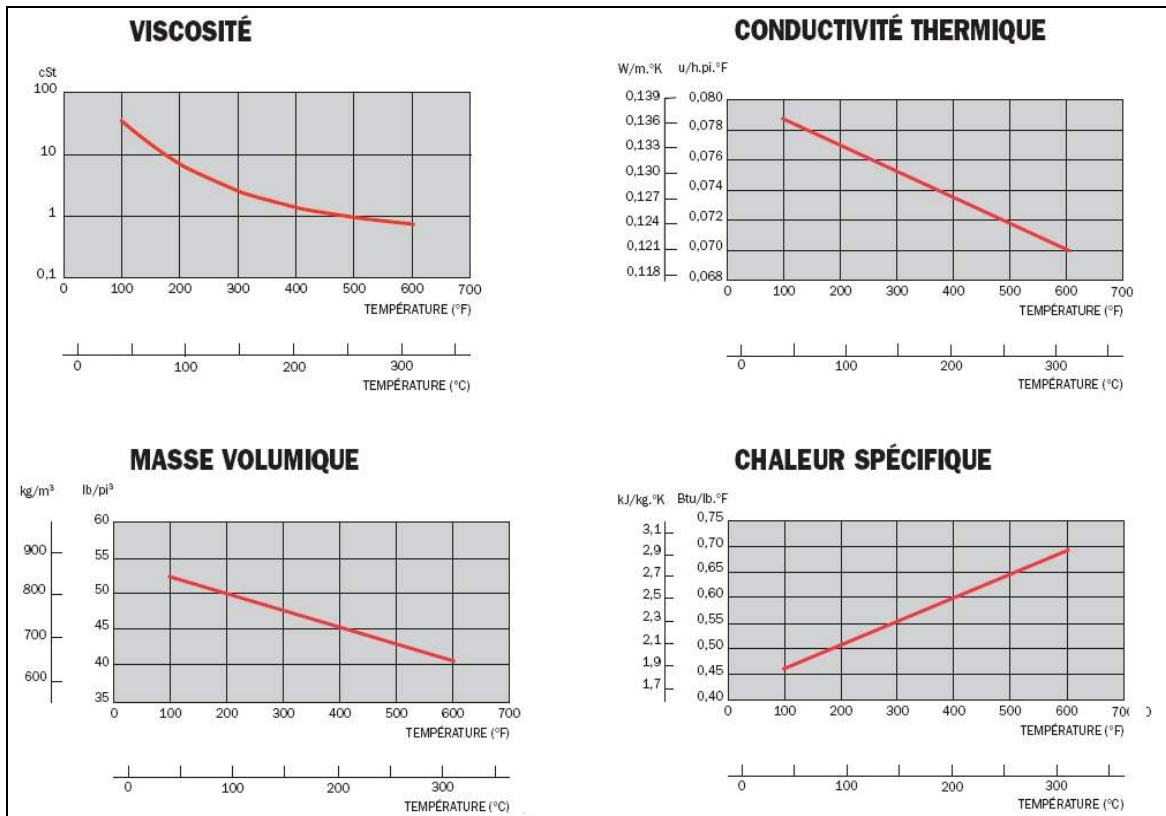 VISCOSITÉ
cSt
100
10
1
0,1
0 100 200 300 400 500 600 700
TEMPÉRATURE (°F)
0 100 200 300
TEMPÉRATURE (°C)
CONDUCTIVITÉ THERMIQUE
W/m.°K u/h.pi.°F
0,139 0,080
0,136 0,078
0,133 0,076
0,130 0,074
0,127 0,072
0,124 0,070
0,121 0,068
0,118
0 100 200 300 400 500 600 700
TEMPÉRATURE (°F)
0 100 200 300
TEMPÉRATURE (°C)
MASSE VOLUMIQUE
kg/m³ lb/pi³
900 60
800 55
700 50
600 45
40
35
0 100 200 300 400 500 600 700
TEMPÉRATURE (°F)
0 100 200 300
TEMPÉRATURE (°C)
CHALEUR SPÉCIFIQUE
kJ/kg.°K Btu/lb.°F
3,1 0,75
2,9 0,70
2,7 0,65
2,5 0,60
2,3 0,55
2,1 0,50
1,9 0,45
1,7 0,40
0 100 200 300 400 500 600
TEMPÉRATURE (°F)
0 100 200 300
TEMPÉRATURE (°C)